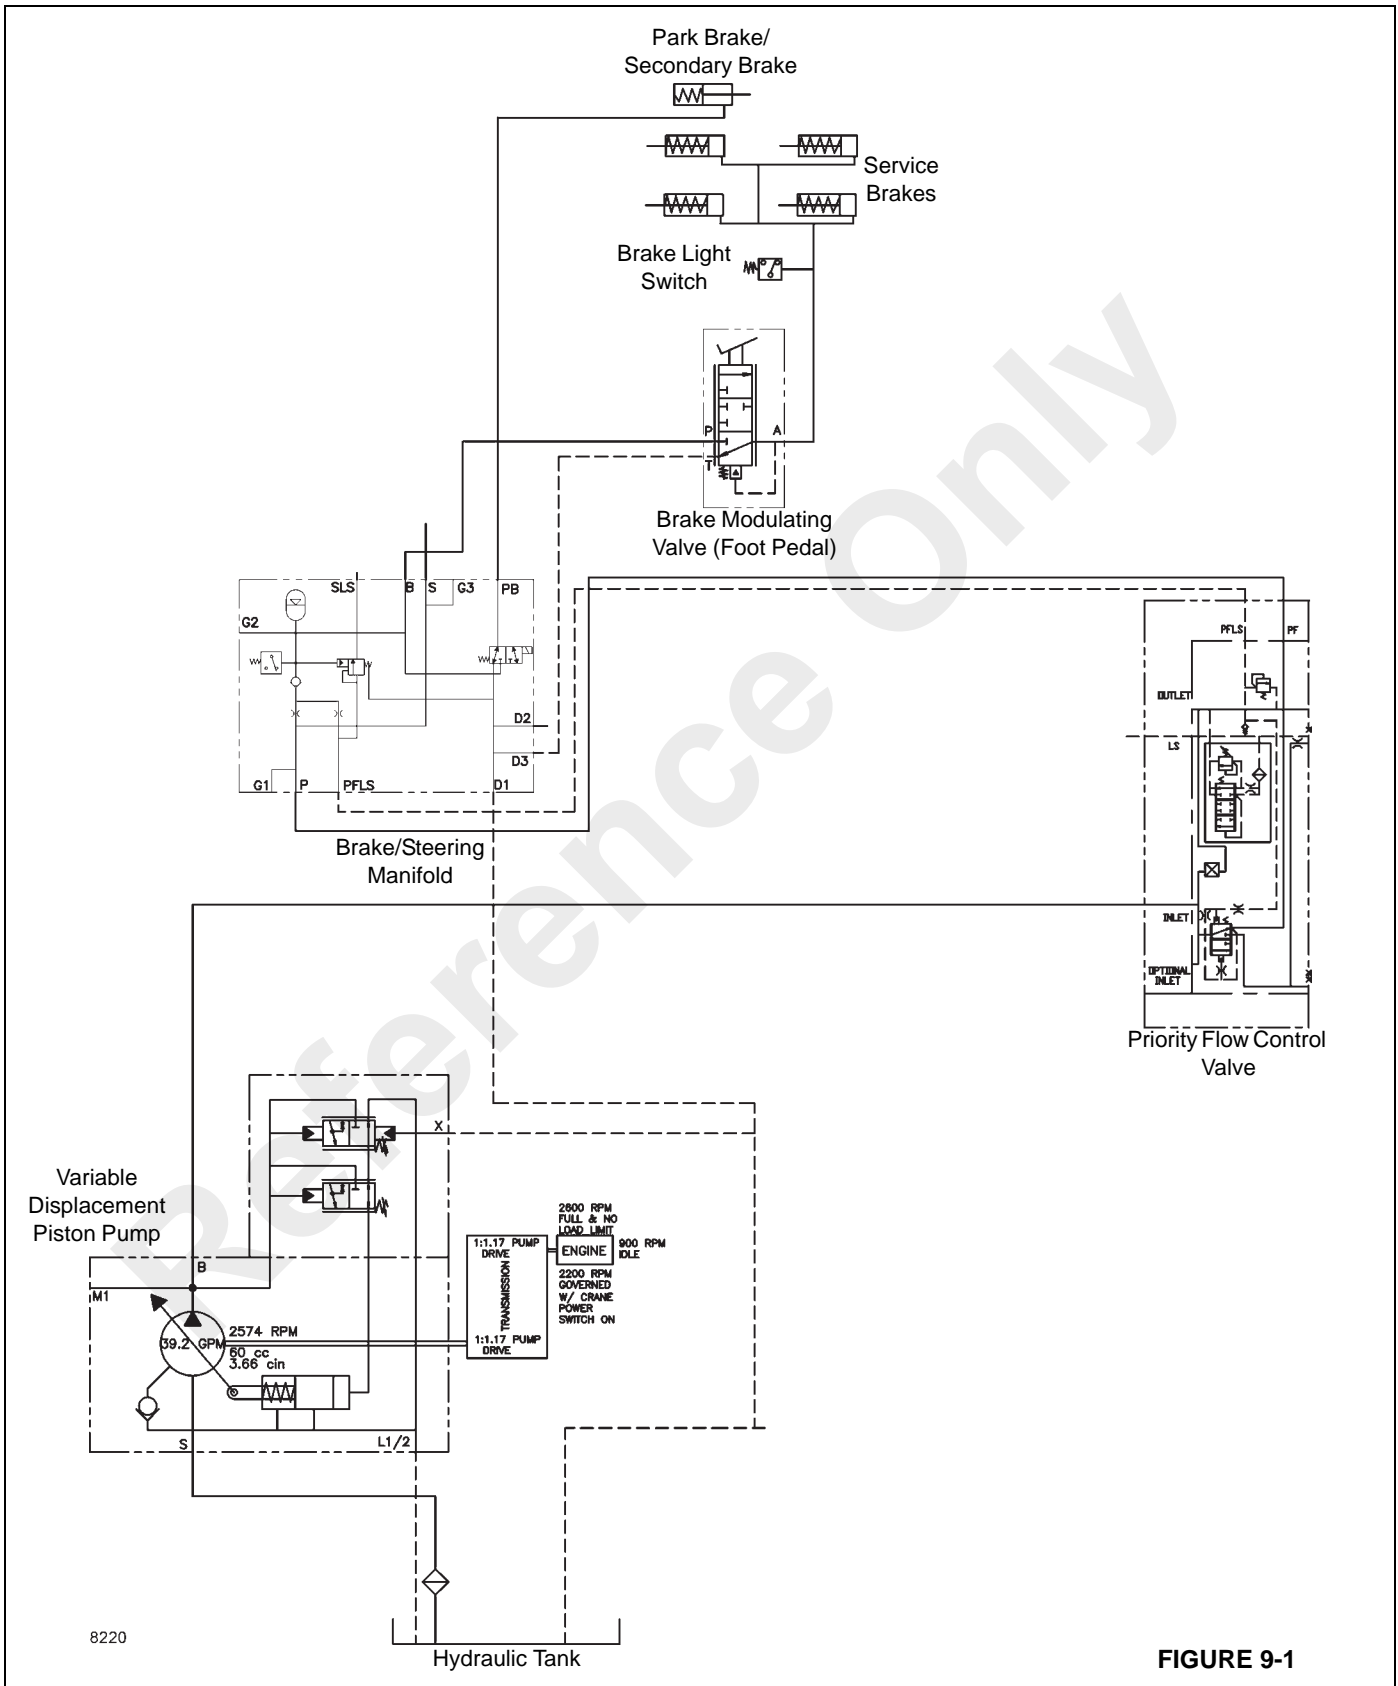 Park Brake/
Secondary Brake
Service
Brakes
Brake Light
Switch
P
A
T
Brake Modulating
Valve (Foot Pedal)
SLS
B
S
G3
PB
G2
D2
D3
G1
P
PFLS
D1
Brake/Steering
Manifold
PFLS
PF
OUTLET
LS
INLET
OPTIONAL
INLET
Priority Flow Control
Valve
X
Variable
Displacement
Piston Pump
B
M1
39.2 GPM
2574 RPM
60 cc
3.66 cin
S
L1/2
1:1.17 PUMP
DRIVE
TRANSMISSION
1:1.17 PUMP
DRIVE
2600 RPM
FULL & NO
LOAD LIMIT
ENGINE
900 RPM
IDLE
2200 RPM
GOVERNED
W/ CRANE
POWER
SWITCH ON
Hydraulic Tank
8220
FIGURE 9-1
Reference Only